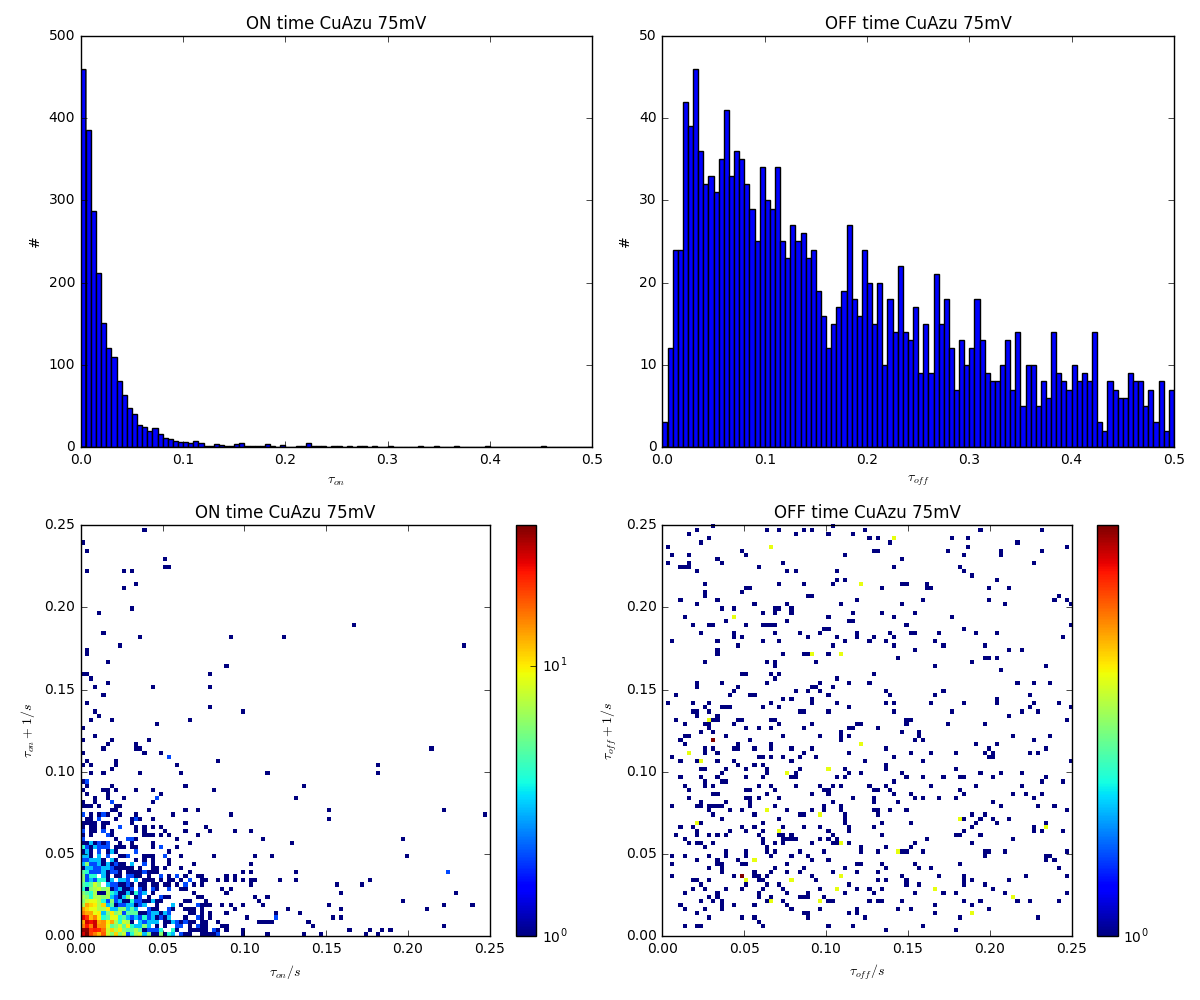 ON time CuAzu 75mV
500
400
300
200
100
0
#
0.0 0.1 0.2 0.3 0.4 0.5
τon
OFF time CuAzu 75mV
50
40
30
20
10
0
#
0.0 0.1 0.2 0.3 0.4 0.5
τoff
ON time CuAzu 75mV
0.25
0.20
0.15
0.10
0.05
0.00
τon + 1/s
0.00 0.05 0.10 0.15 0.20 0.25
τon/s
10^1
10^0
OFF time CuAzu 75mV
0.25
0.20
0.15
0.10
0.05
0.00
τoff + 1/s
0.00 0.05 0.10 0.15 0.20 0.25
τoff/s
10^0